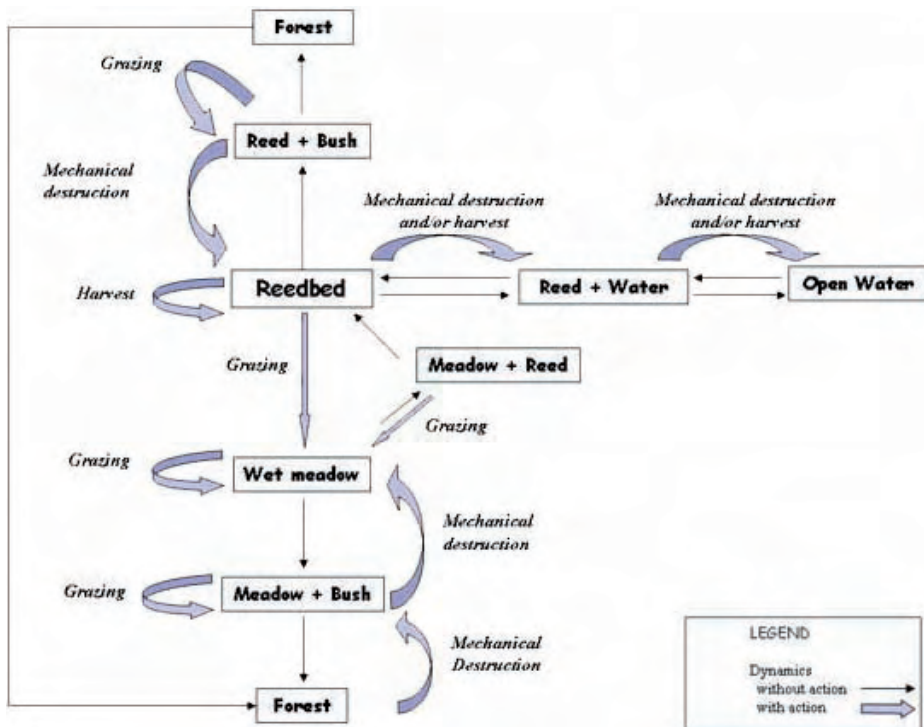 Forest
Grazing
Reed + Bush
Mechanical
destruction
Mechanical destruction
and/or harvest
Mechanical destruction
and/or harvest
Harvest
Reedbed
Reed + Water
Open Water
Grazing
Meadow + Reed
Grazing
Grazing
Wet meadow
Mechanical
destruction
Grazing
Meadow + Bush
Mechanical
Destruction
Forest
LEGEND
Dynamics
without action
with action